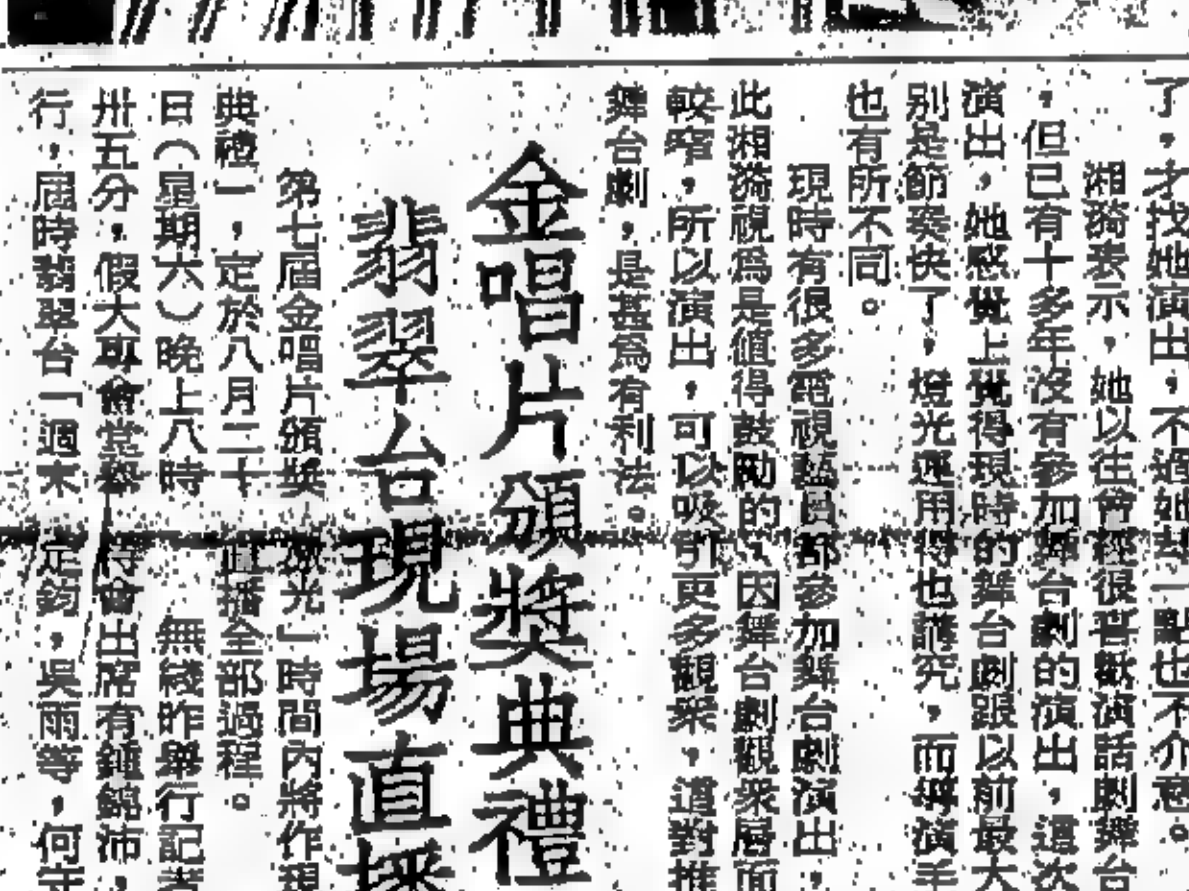 了，才找她演出，不過她却一點也不介意。
湘漪表示，她以往曾經很喜歡演話劇舞台
，但已有十多年沒有參加舞台劇的演出，這次
演出，她感覺上覺得現時的舞台劇跟以前最大
別是節奏快了，燈光運用得也講究，而導演手
也有所不同。
現時有很多電視藝員都參加舞台劇演出，
此湘漪視爲是値得鼓勵的，因舞台劇觀衆層面
較窄，所以演出，可以吸引更多觀衆，這對推
舞台劇，是甚爲有利法。
金唱片頒獎典禮
翡翠台現場直播
第七屆金唱片頒獎
典禮」，定於八月二十
日（星期六）晚上八時
卅五分，假大專會堂舉
行，屆時翡翠台「週末
光」時間內將作現
直播全部過程。
無綫昨舉行記者
待會出席有鍾錦沛，
定鈞，吳雨等，何守